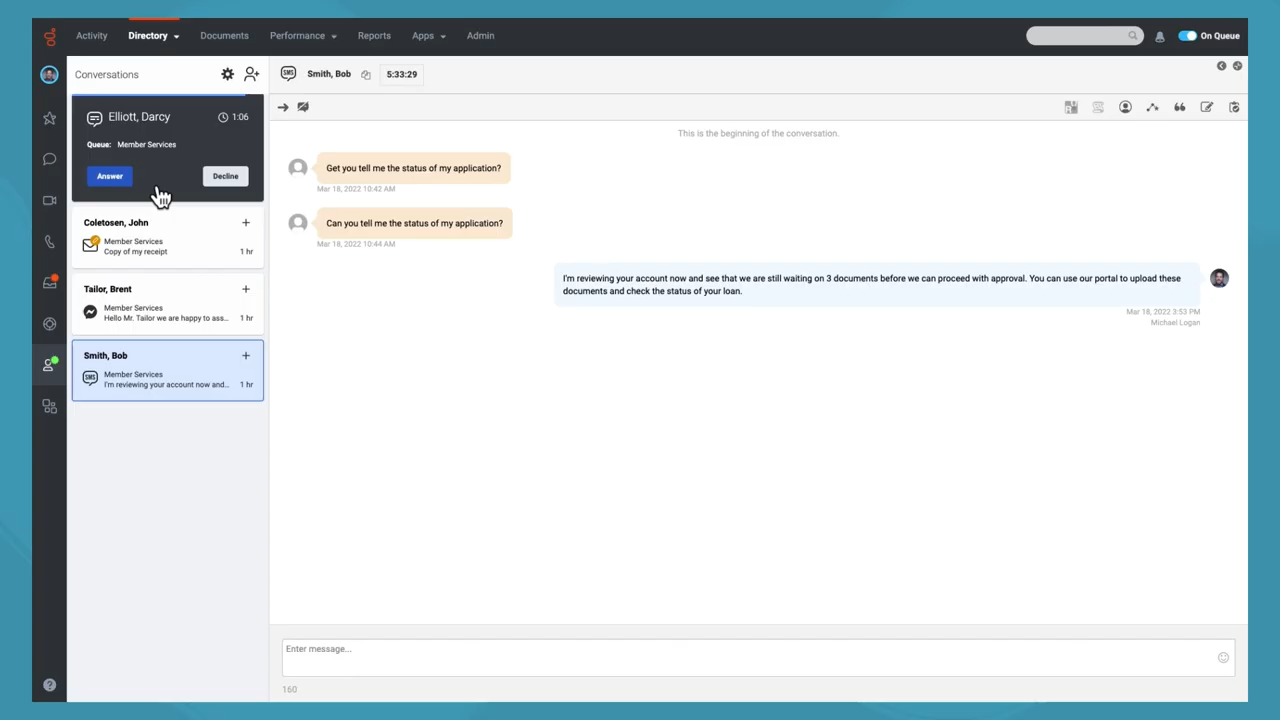 Activity
Directory
Documents
Performance
Reports
Apps
Admin
On Queue
Conversations
SMS
Smith, Bob
5:33:29
Elliott, Darcy
1:06
Queue: Member Services
Answer
Decline
Coletosen, John
Member Services
Copy of my receipt
1 hr
Tailor, Brent
Member Services
Hello Mr. Tailor we are happy to ass...
1 hr
Smith, Bob
SMS
Member Services
I'm reviewing your account now and...
1 hr
This is the beginning of the conversation.
Get you tell me the status of my application?
Mar 18, 2022 10:42 AM
Can you tell me the status of my application?
Mar 18, 2022 10:44 AM
I'm reviewing your account now and see that we are still waiting on 3 documents before we can proceed with approval. You can use our portal to upload these
documents and check the status of your loan.
Mar 18, 2022 3:53 PM
Michael Logan
Enter message...
160